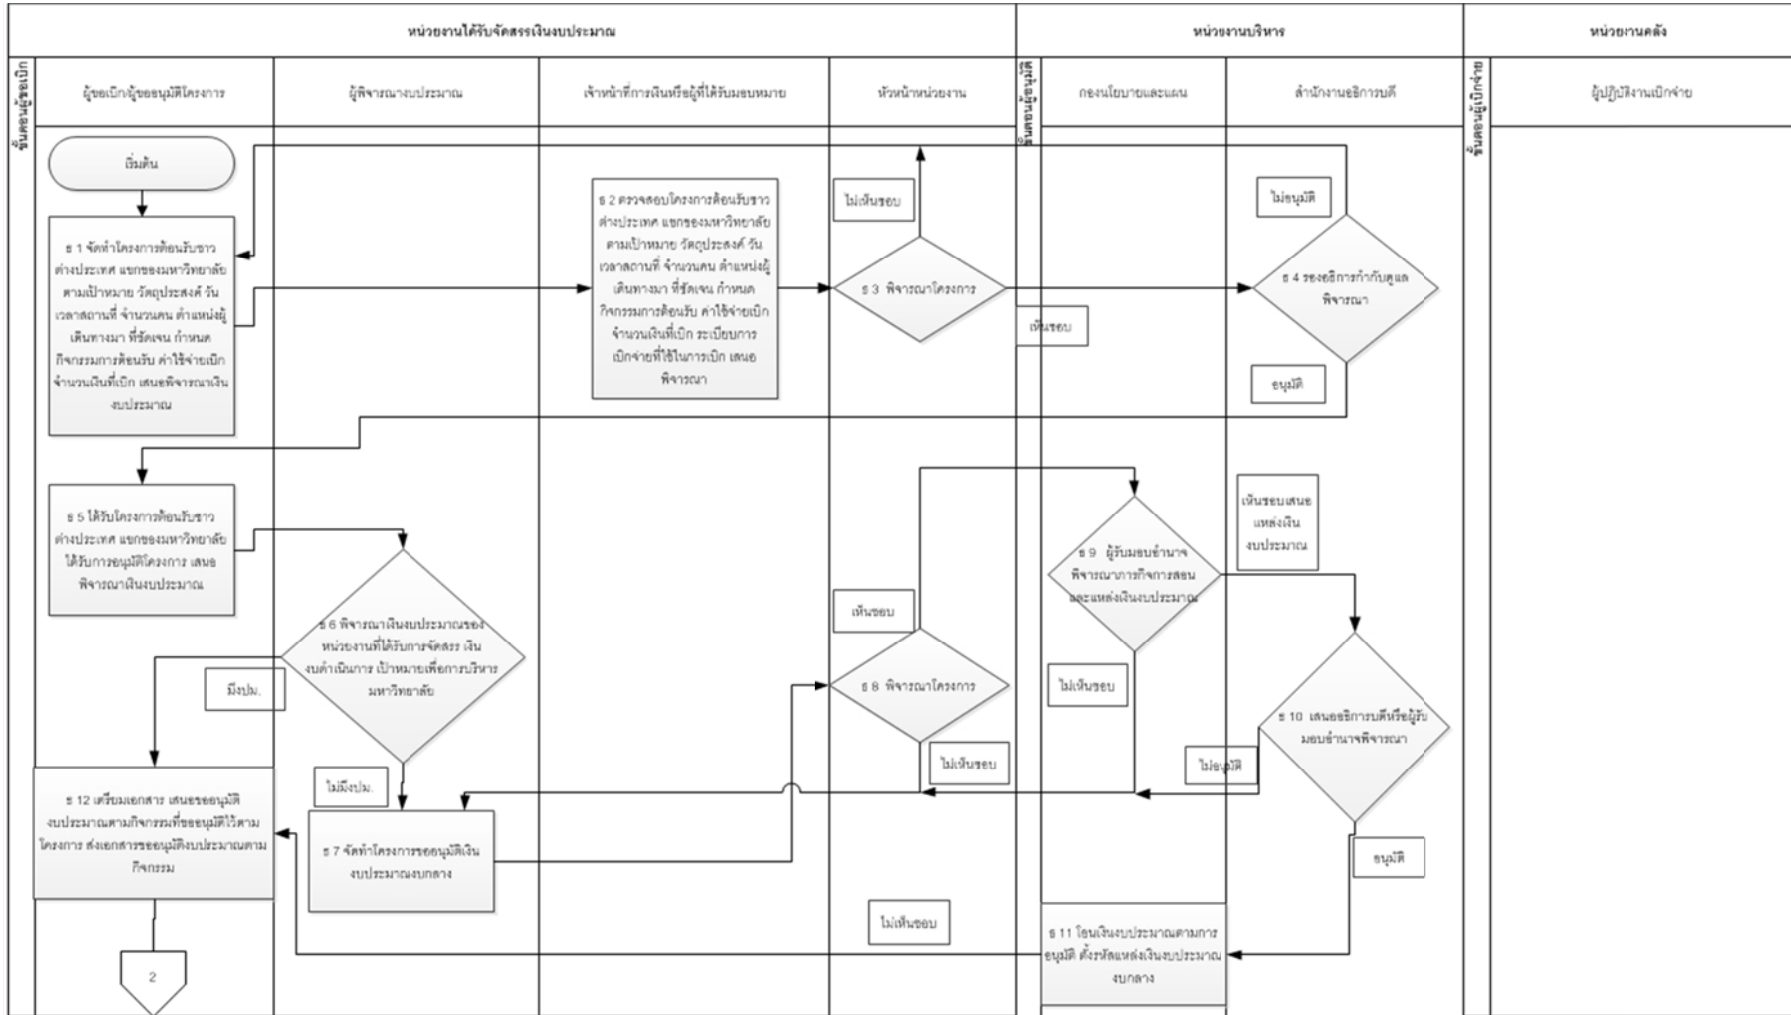 หน่วยงานได้รับจัดสรรเงินงบประมาณ
หน่วยงานบริหาร
หน่วยงานคลัง
ขั้นตอนผู้ขอเบิก
ผู้ขอเบิก/ผู้ขออนุมัติโครงการ
ผู้พิจารณางบประมาณ
เจ้าหน้าที่การเงินหรือผู้ที่ได้รับมอบหมาย
หัวหน้าหน่วยงาน
ขั้นตอนผู้อนุมัติ
กองนโยบายและแผน
สำนักงานอธิการบดี
ขั้นตอนผู้เบิกจ่าย
ผู้ปฏิบัติงานเบิกจ่าย
เริ่มต้น
ธ 1 จัดทำโครงการต้อนรับชาว
ต่างประเทศ แขกของมหาวิทยาลัย
ตามเป้าหมาย วัตถุประสงค์ วัน
เวลาสถานที่ จำนวนคน ตำแหน่งผู้
เดินทางมา ที่ชัดเจน กำหนด
กิจกรรมการต้อนรับ ค่าใช้จ่ายเบิก
จำนวนเงินที่เบิก เสนอพิจารณาเงิน
งบประมาณ
ธ 2 ตรวจสอบโครงการต้อนรับชาว
ต่างประเทศ แขกของมหาวิทยาลัย
ตามเป้าหมาย วัตถุประสงค์ วัน
เวลาสถานที่ จำนวนคน ตำแหน่งผู้
เดินทางมา ที่ชัดเจน กำหนด
กิจกรรมการต้อนรับ ค่าใช้จ่ายเบิก
จำนวนเงินที่เบิก ระเบียบการ
เบิกจ่ายที่ใช้ในการเบิก เสนอ
พิจารณา
ไม่เห็นชอบ
ธ 3 พิจารณาโครงการ
เห็นชอบ
ไม่อนุมัติ
ธ 4 รองอธิการกำกับดูแล
พิจารณา
อนุมัติ
ธ 5 ได้รับโครงการต้อนรับชาว
ต่างประเทศ แขกของมหาวิทยาลัย
ได้รับการอนุมัติโครงการ เสนอ
พิจารณาเงินงบประมาณ
ธ 6 พิจารณาเงินงบประมาณของ
หน่วยงานที่ได้รับการจัดสรร เงิน
งบดำเนินการ เป้าหมายเพื่อการบริหาร
มหาวิทยาลัย
มีงปม.
ไม่มีงปม.
ธ 7 จัดทำโครงการขออนุมัติเงิน
งบประมาณงบกลาง
เห็นชอบ
ธ 8 พิจารณาโครงการ
ไม่เห็นชอบ
ธ 9 ผู้รับมอบอำนาจ
พิจารณาภารกิจการสอน
และแหล่งเงินงบประมาณ
ไม่เห็นชอบ
เห็นชอบเสนอ
แหล่งเงิน
งบประมาณ
ธ 10 เสนออธิการบดีหรือผู้รับ
มอบอำนาจพิจารณา
ไม่อนุมัติ
อนุมัติ
ธ 12 เตรียมเอกสาร เสนอขออนุมัติ
งบประมาณตามกิจกรรมที่ขออนุมัติไว้ตาม
โครงการ ส่งเอกสารขออนุมัติงบประมาณตาม
กิจกรรม
ไม่เห็นชอบ
ธ 11 โอนเงินงบประมาณตามการ
อนุมัติ ตั้งรหัสแหล่งเงินงบประมาณ
งบกลาง
2